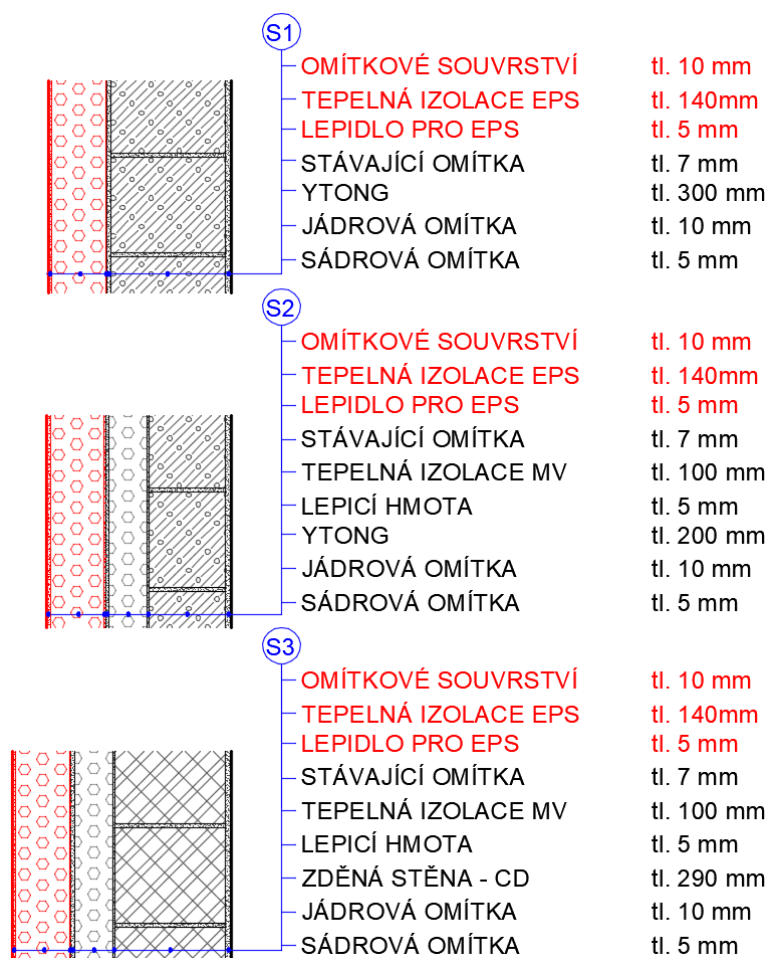 S1
OMÍTKOVÉ SOUVRSTVÍ tl. 10 mm
TEPELNÁ IZOLACE EPS tl. 140mm
LEPIDLO PRO EPS tl. 5 mm
STÁVAJÍCÍ OMÍTKA tl. 7 mm
YTONG tl. 300 mm
JÁDROVÁ OMÍTKA tl. 10 mm
SÁDROVÁ OMÍTKA tl. 5 mm
S2
OMÍTKOVÉ SOUVRSTVÍ tl. 10 mm
TEPELNÁ IZOLACE EPS tl. 140mm
LEPIDLO PRO EPS tl. 5 mm
STÁVAJÍCÍ OMÍTKA tl. 7 mm
TEPELNÁ IZOLACE MV tl. 100 mm
LEPICÍ HMOTA tl. 5 mm
YTONG tl. 200 mm
JÁDROVÁ OMÍTKA tl. 10 mm
SÁDROVÁ OMÍTKA tl. 5 mm
S3
OMÍTKOVÉ SOUVRSTVÍ tl. 10 mm
TEPELNÁ IZOLACE EPS tl. 140mm
LEPIDLO PRO EPS tl. 5 mm
STÁVAJÍCÍ OMÍTKA tl. 7 mm
TEPELNÁ IZOLACE MV tl. 100 mm
LEPICÍ HMOTA tl. 5 mm
ZDĚNÁ STĚNA - CD tl. 290 mm
JÁDROVÁ OMÍTKA tl. 10 mm
SÁDROVÁ OMÍTKA tl. 5 mm